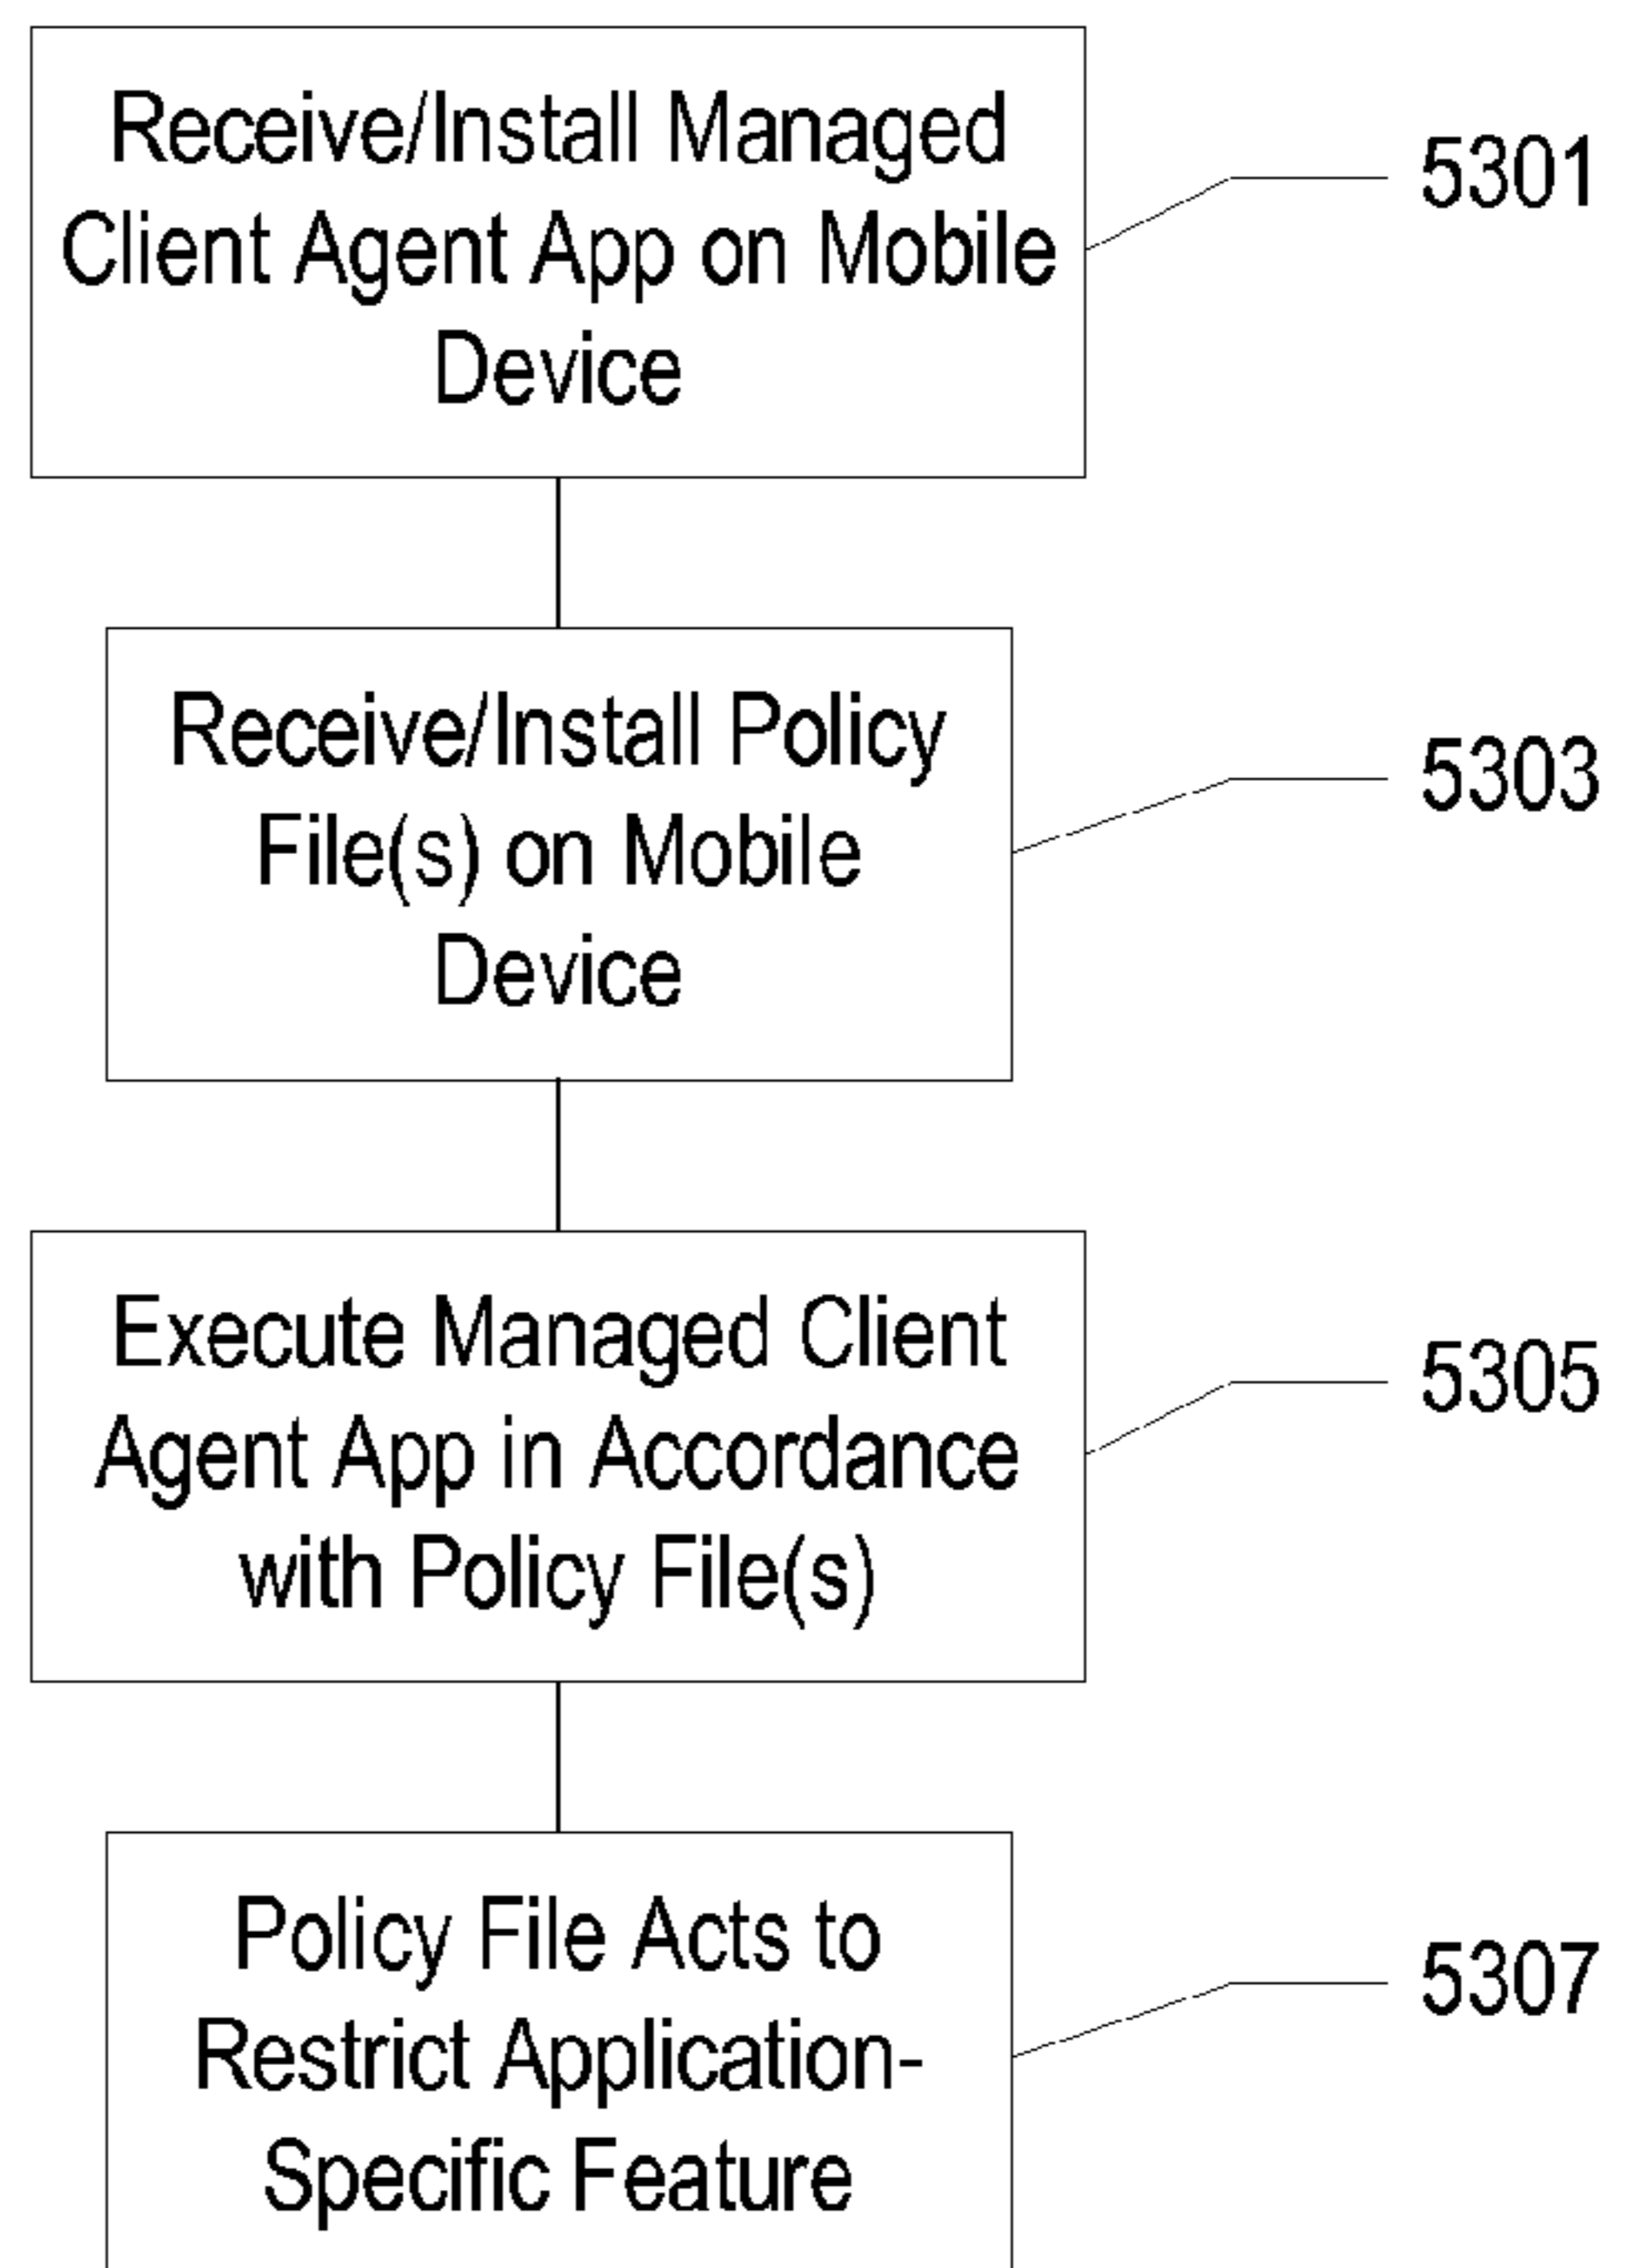 Receive/Install Managed
Client Agent App on Mobile
Device
5301
Receive/Install Policy
File(s) on Mobile
Device
5303
Execute Managed Client
Agent App in Accordance
with Policy File(s)
5305
Policy File Acts to
Restrict Application-
Specific Feature
5307